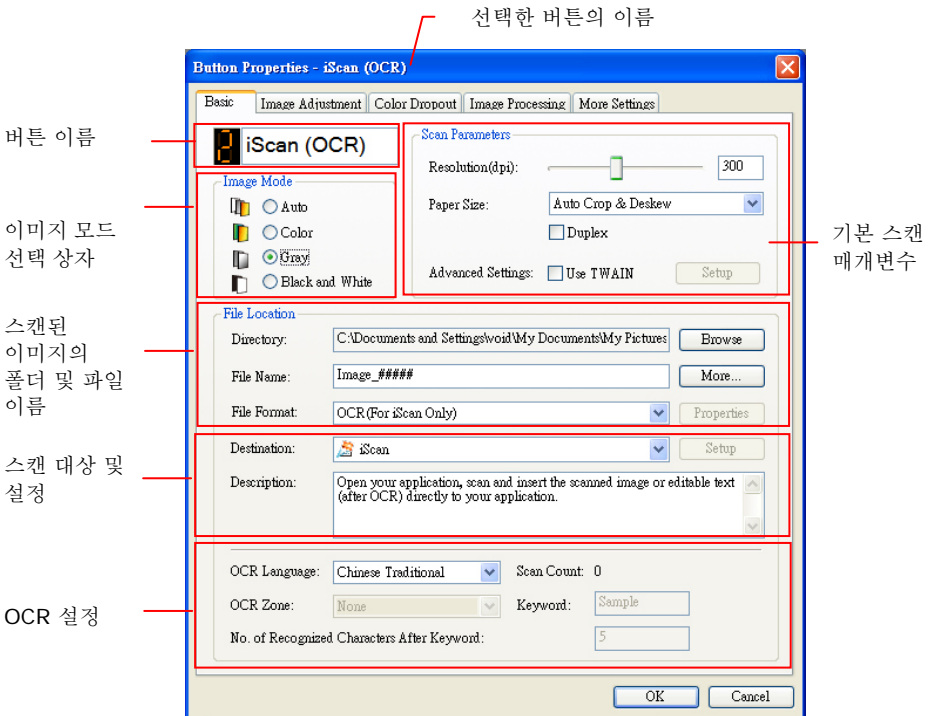 선택한 버튼의 이름
Button Properties - iScan (OCR)
Basic
Image Adjustment
Color Dropout
Image Processing
More Settings
버튼 이름
2
iScan (OCR)
Scan Parameters
Resolution(dpi):
300
Paper Size:
Auto Crop & Deskew
Duplex
Advanced Settings:
Use TWAIN
Setup
기본 스캔
매개변수
이미지 모드
선택 상자
Image Mode
Auto
Color
Gray
Black and White
스캔된
이미지의
폴더 및 파일
이름
File Location
Directory:
C:\Documents and Settings\void\My Documents\My Pictures
Browse
File Name:
Image_#####
More...
File Format:
OCR(For iScan Only)
Properties
스캔 대상 및
설정
Destination:
iScan
Setup
Description:
Open your application, scan and insert the scanned image or editable text
(after OCR) directly to your application.
OCR 설정
OCR Language:
Chinese Traditional
Scan Count:
0
OCR Zone:
None
Keyword:
Sample
No. of Recognized Characters After Keyword:
5
OK
Cancel